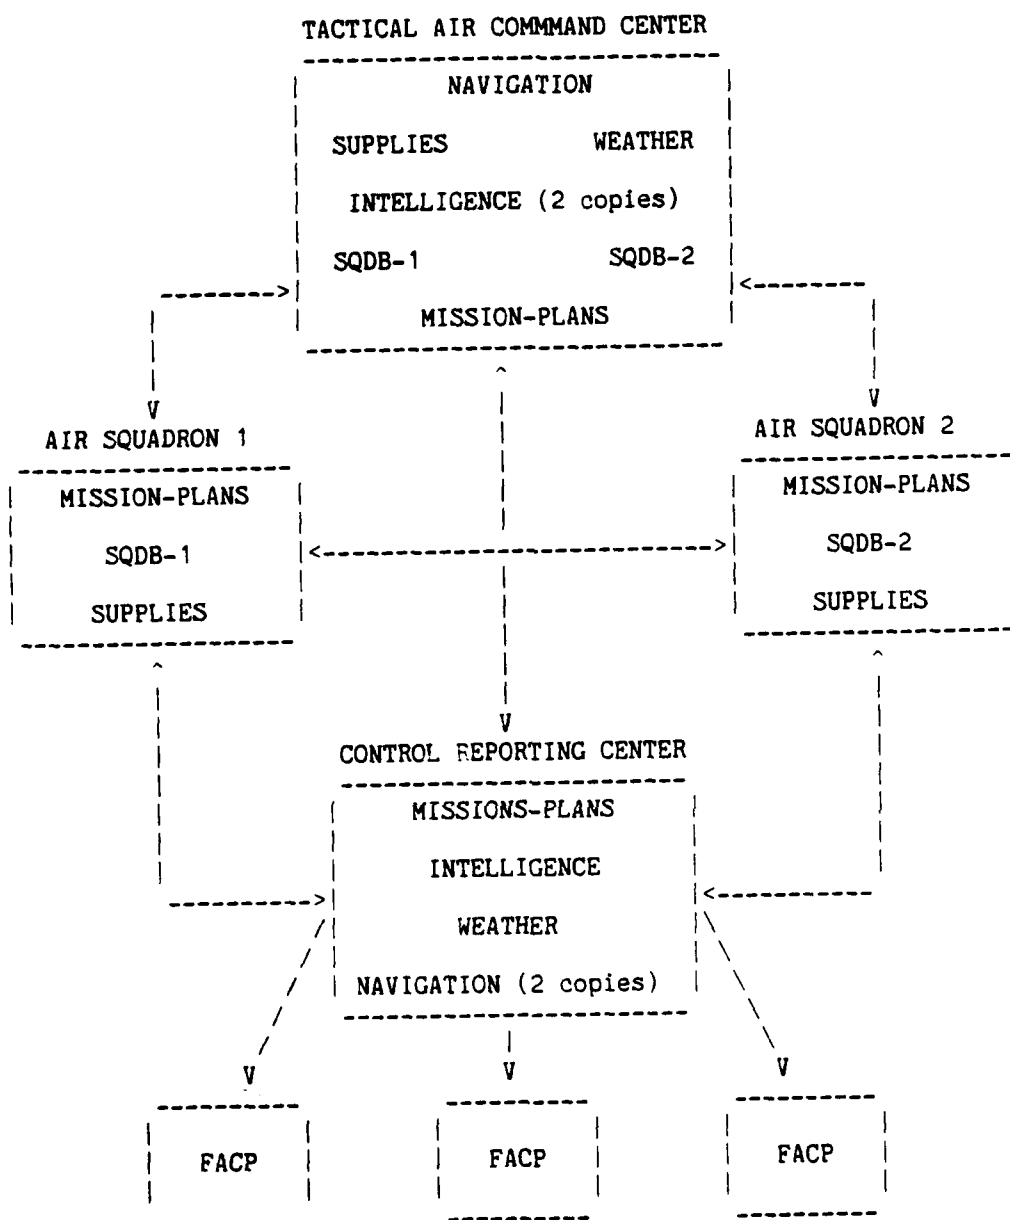 TACTICAL AIR COMMMAND CENTER
NAVIGATION
SUPPLIES WEATHER
INTELLIGENCE (2 copies)
SQDB-1 SQDB-2
MISSION-PLANS
AIR SQUADRON 1
MISSION-PLANS
SQDB-1
SUPPLIES
AIR SQUADRON 2
MISSION-PLANS
SQDB-2
SUPPLIES
CONTROL REPORTING CENTER
MISSIONS-PLANS
INTELLIGENCE
WEATHER
NAVIGATION (2 copies)
FACP FACP FACP